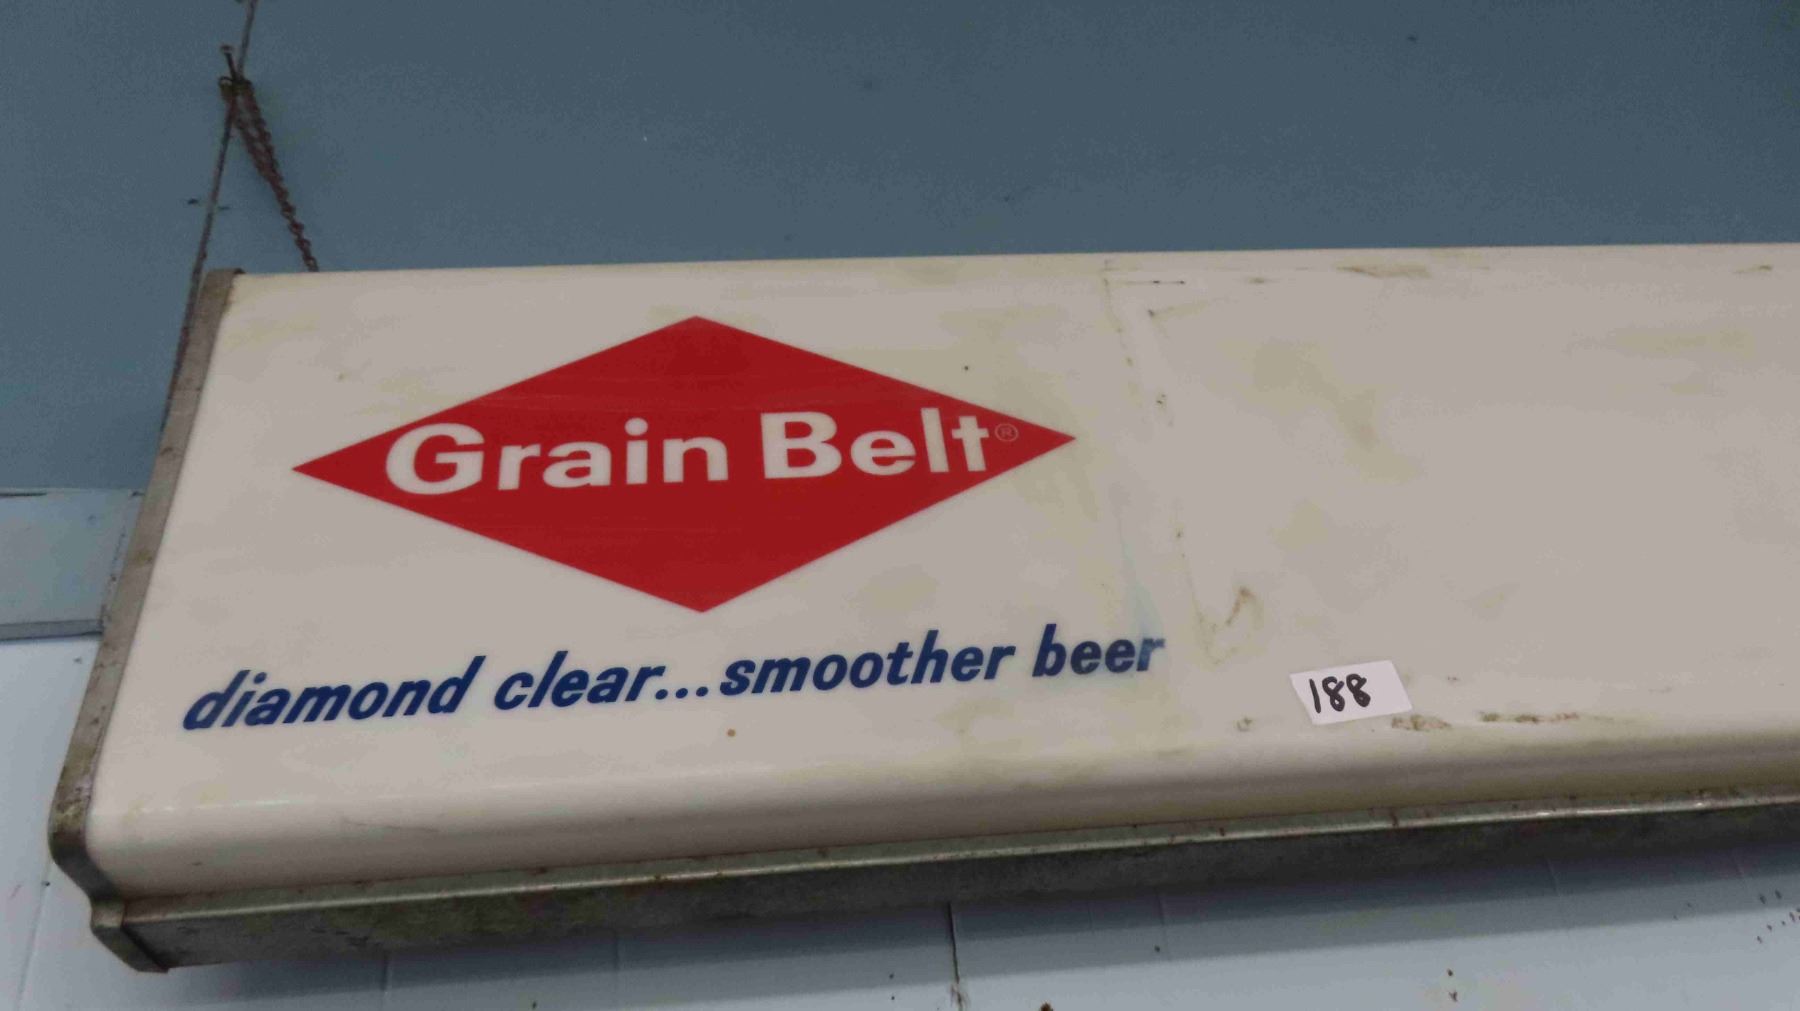 Grain Belt®
diamond clear...smoother beer
188